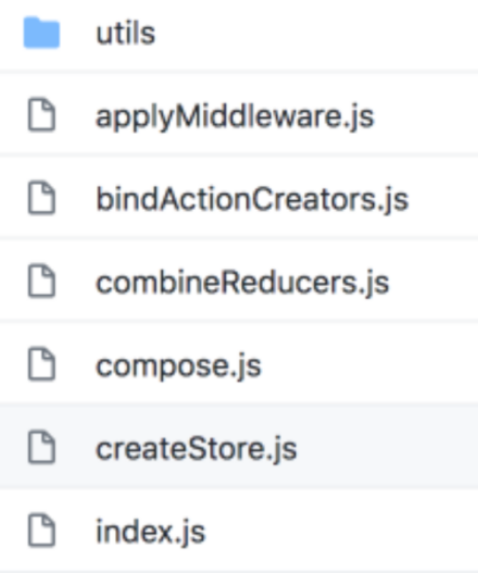 utils
applyMiddleware.js
bindActionCreators.js
combineReducers.js
compose.js
createStore.js
index.js